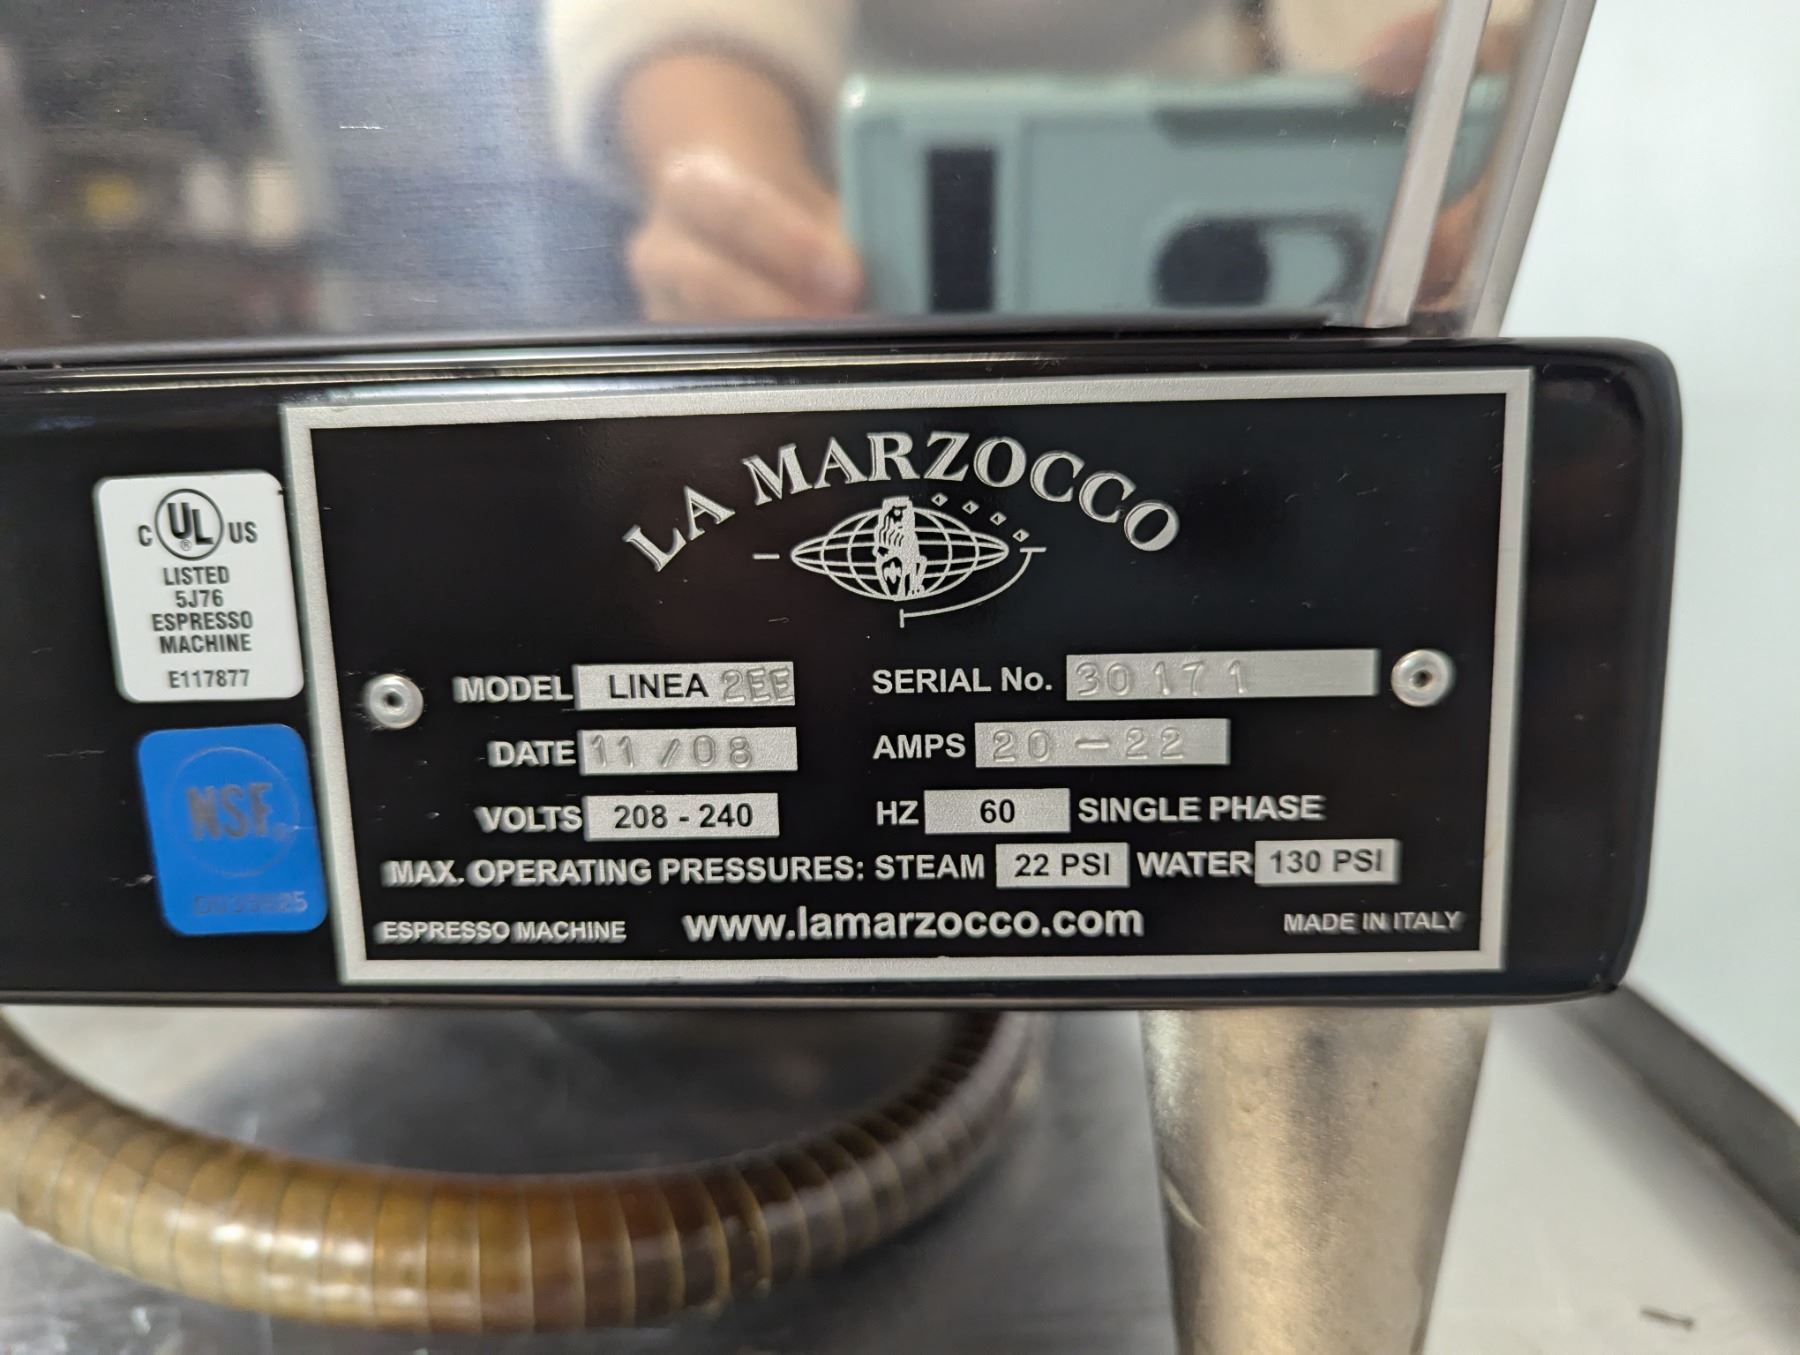 LA MARZOCCO
C UL US
®
LISTED
5J76
ESPRESSO
MACHINE
E117877
NSF®
MODEL LINEA 2EE SERIAL No. 30171
DATE 11/08 AMPS 20-22
VOLTS 208 - 240 HZ 60 SINGLE PHASE
MAX. OPERATING PRESSURES: STEAM 22 PSI WATER 130 PSI
ESPRESSO MACHINE www.lamarzocco.com MADE IN ITALY